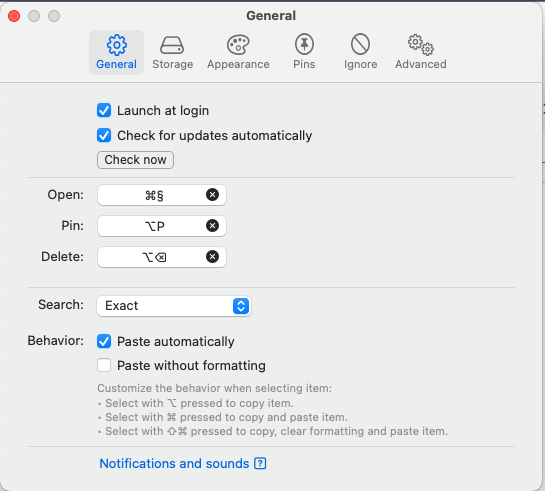 General
General Storage Appearance Pins Ignore Advanced
Launch at login
Check for updates automatically
Check now
Open: ⌘§
Pin: ⌥P
Delete: ⌥⌫
Search: Exact
Behavior: Paste automatically
Paste without formatting
Customize the behavior when selecting item:
• Select with ⌥ pressed to copy item.
• Select with ⌘ pressed to copy and paste item.
• Select with ⇧⌘ pressed to copy, clear formatting and paste item.
Notifications and sounds ?